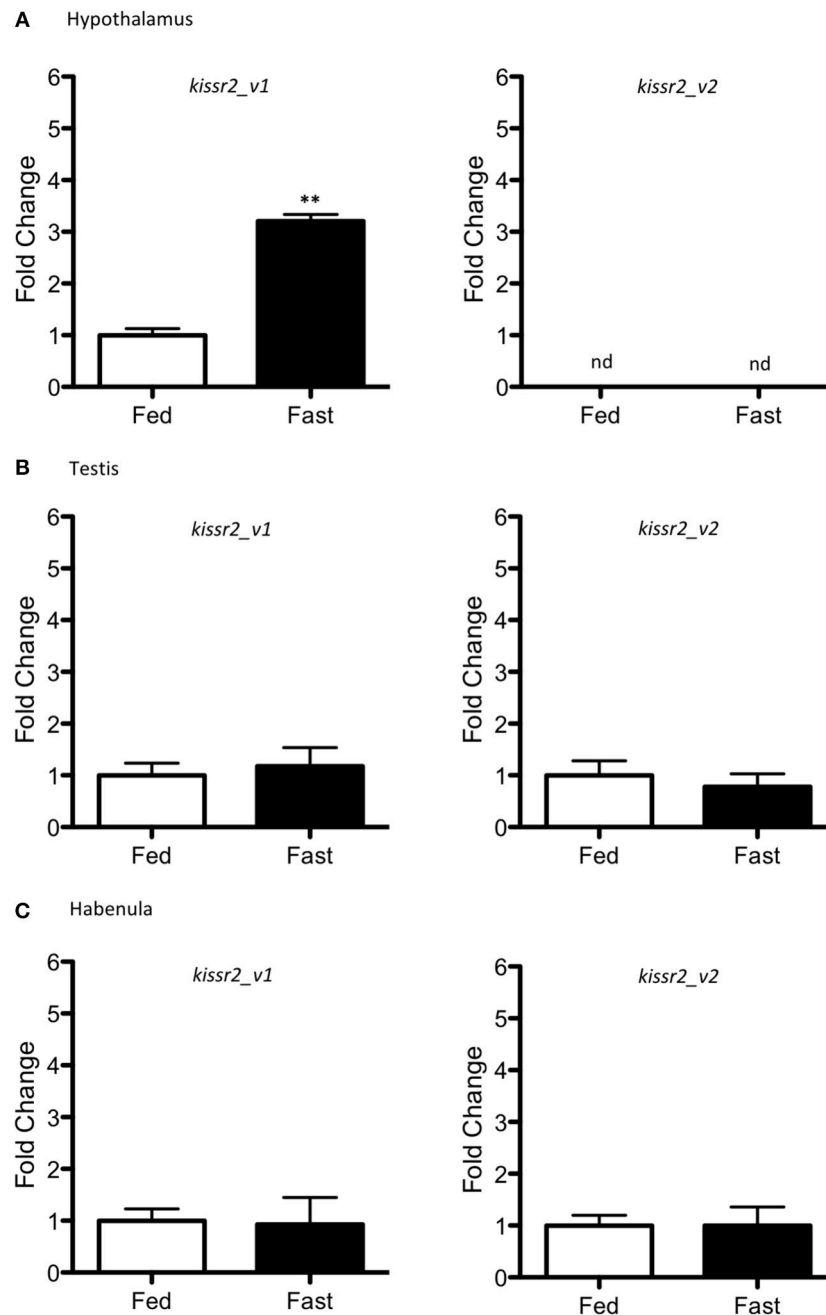 A Hypothalamus
kissr2_v1
6
5
4
3
2
1
0
Fold Change
**
Fed Fast
kissr2_v2
6
5
4
3
2
1
0
Fold Change
nd nd
Fed Fast
B Testis
kissr2_v1
6
5
4
3
2
1
0
Fold Change
Fed Fast
kissr2_v2
6
5
4
3
2
1
0
Fold Change
Fed Fast
C Habenula
kissr2_v1
6
5
4
3
2
1
0
Fold Change
Fed Fast
kissr2_v2
6
5
4
3
2
1
0
Fold Change
Fed Fast